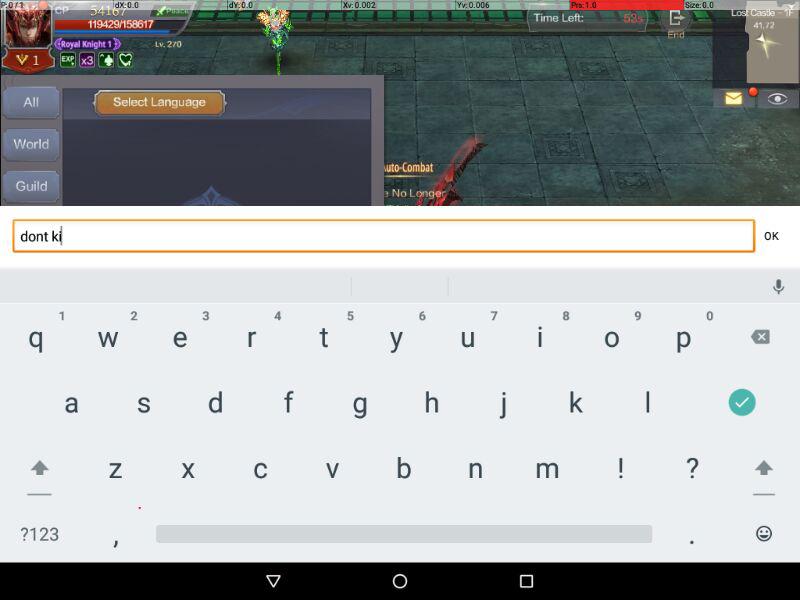 P: 0 / 1 dX: 0.0 dY: 0.0 Xv: 0.002 Yv: 0.006 Prs: 1.0 Size: 0.0
CP 54167 Peace
119429/158617
Royal Knight 1 Lv. 2/0
V 1 EXP x3
Time Left: 53s
End
Lost Castle - 1F
41,72
All
Select Language
World
Guild
Auto-Combat
e No Longer
dont ki
OK
1 2 3 4 5 6 7 8 9 0
q w e r t y u i o p
a s d f g h j k l
z x c v b n m ! ?
?123 , .